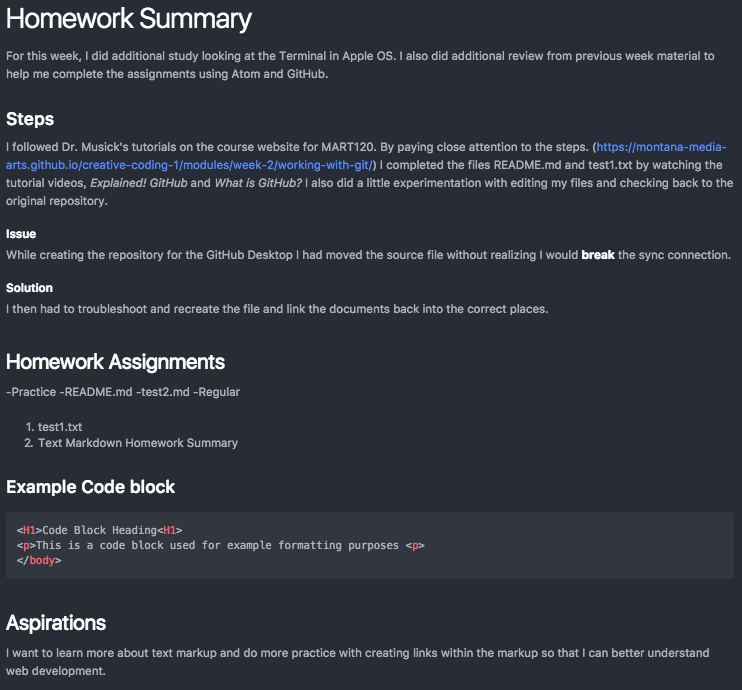 Homework Summary
For this week, I did additional study looking at the Terminal in Apple OS. I also did additional review from previous week material to
help me complete the assignments using Atom and GitHub.
Steps
I followed Dr. Musick's tutorials on the course website for MART120. By paying close attention to the steps. (https://montana-media-
arts.github.io/creative-coding-1/modules/week-2/working-with-git/) I completed the files README.md and test1.txt by watching the
tutorial videos, Explained! GitHub and What is GitHub? I also did a little experimentation with editing my files and checking back to the
original repository.
Issue
While creating the repository for the GitHub Desktop I had moved the source file without realizing I would break the sync connection.
Solution
I then had to troubleshoot and recreate the file and link the documents back into the correct places.
Homework Assignments
-Practice -README.md -test2.md -Regular
1. test1.txt
2. Text Markdown Homework Summary
Example Code block
<H1>Code Block Heading<H1>
<p>This is a code block used for example formatting purposes <p>
</body>
Aspirations
I want to learn more about text markup and do more practice with creating links within the markup so that I can better understand
web development.